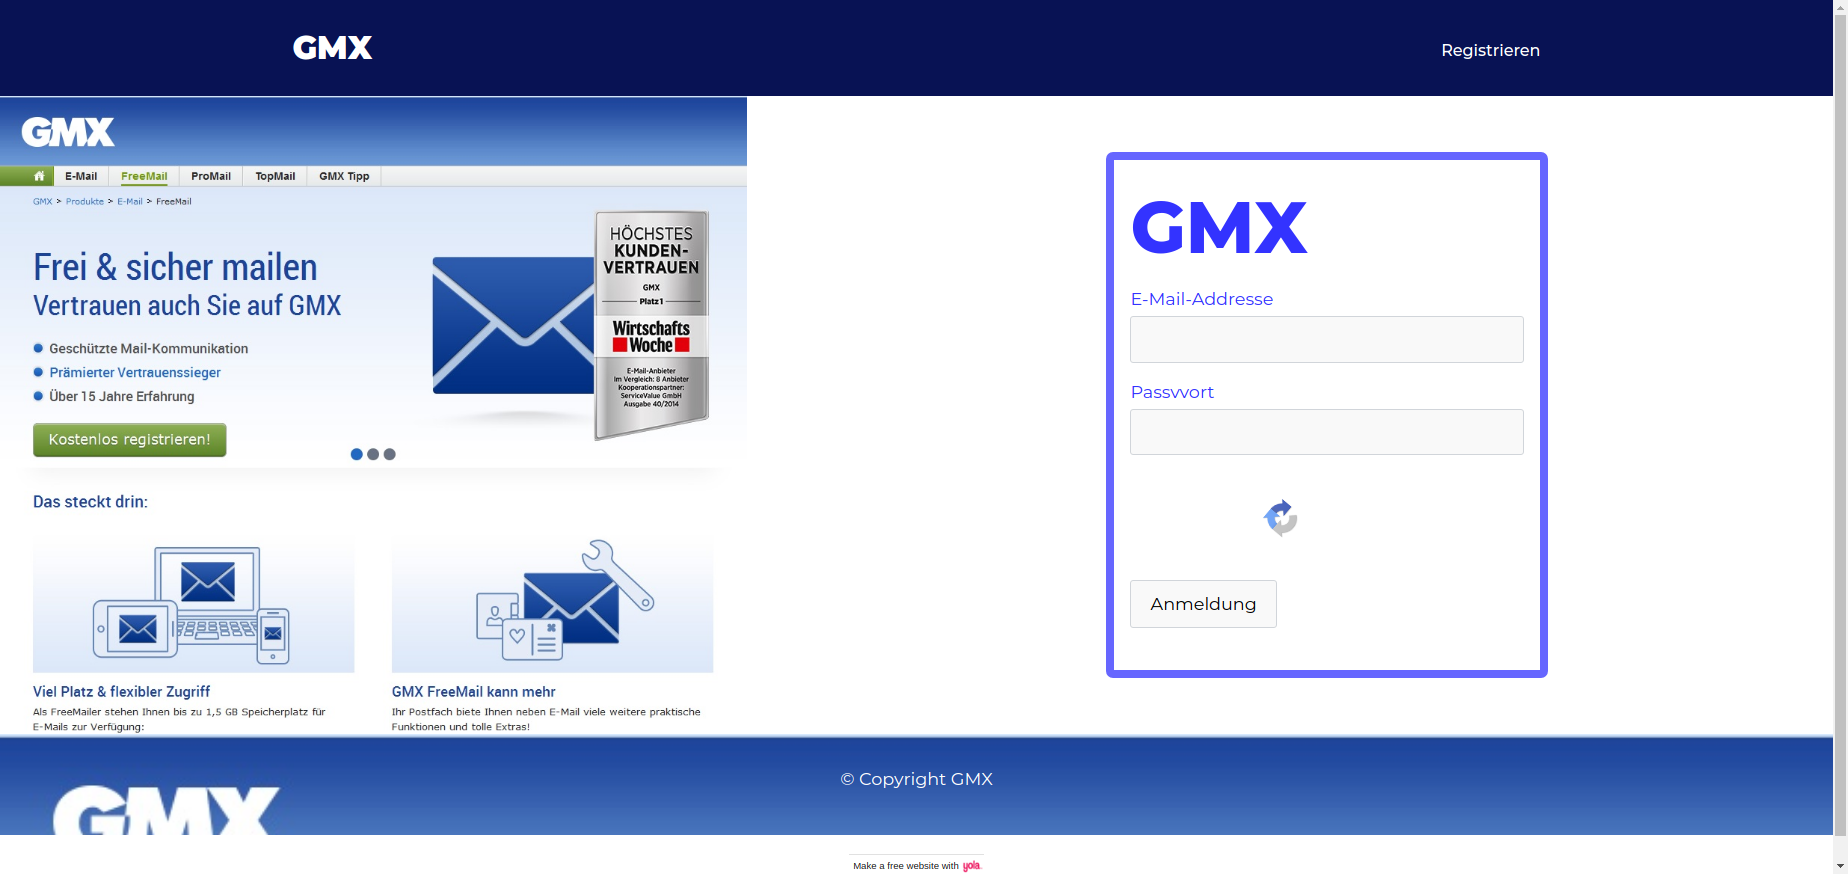 GMX
Registrieren
GMX
E-Mail
FreeMail
ProMail
TopMail
GMX Tipp
GMX > Produkte > E-Mail > FreeMail
Frei & sicher mailen
Vertrauen auch Sie auf GMX
Geschützte Mail-Kommunikation
Prämierter Vertrauenssieger
Über 15 Jahre Erfahrung
Kostenlos registrieren!
HÖCHSTES
KUNDEN-
VERTRAUEN
GMX
Platz 1
Wirtschafts
Woche
E-Mail-Anbieter
Im Vergleich: 8 Anbieter
Kooperationspartner:
ServiceValue GmbH
Ausgabe 40/2014
Das steckt drin:
Viel Platz & flexibler Zugriff
Als FreeMailer stehen Ihnen bis zu 1,5 GB Speicherplatz für
E-Mails zur Verfügung:
GMX FreeMail kann mehr
Ihr Postfach biete Ihnen neben E-Mail viele weitere praktische
Funktionen und tolle Extras!
GMX
E-Mail-Addresse
Passvvort
Anmeldung
© Copyright GMX
GMX
Make a free website with yola